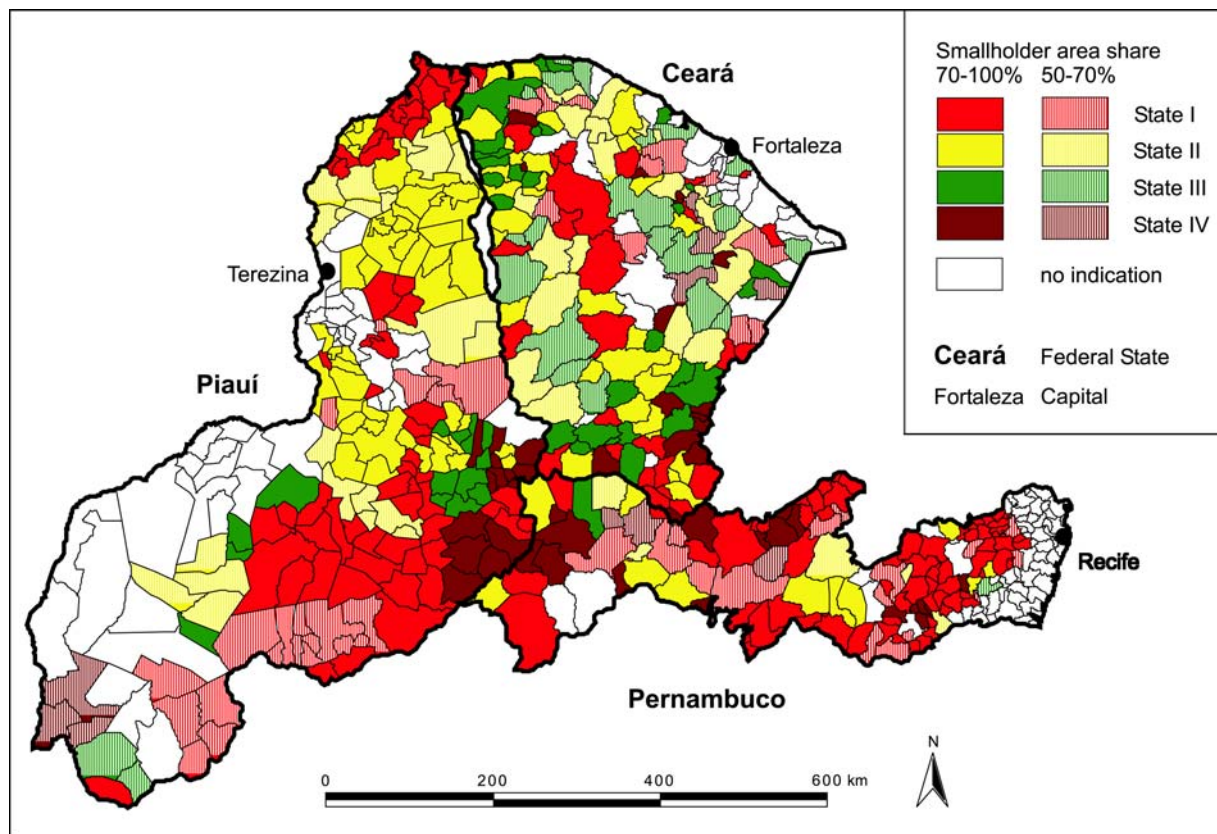 Smallholder area share
70-100% 50-70%
State I
State II
State III
State IV
no indication
Ceará Federal State
Fortaleza Capital
Ceará
Fortaleza
Terezina
Piauí
Recife
Pernambuco
N
0 200 400 600 km